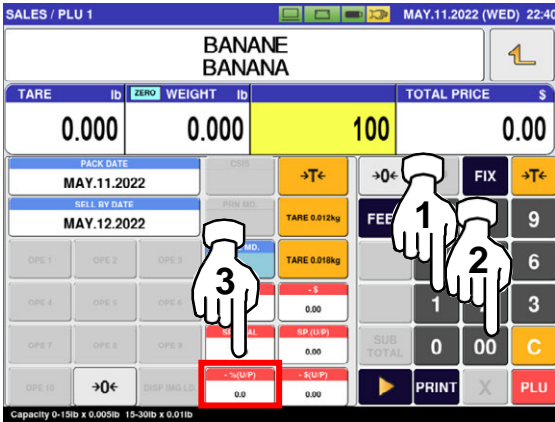 SALES / PLU 1
MAY.11.2022 (WED) 22:40
BANANE
BANANA
TARE lb ZERO WEIGHT lb TOTAL PRICE $
0.000 0.000 100 0.00
PACK DATE
MAY.11.2022
→T← →0← FIX →T←
SELL BY DATE
MAY.12.2022
TARE 0.012kg
1 9
OPE 1 OPE 2 OPE 3 MD. TARE 0.018kg
2 6
3
OPE 4 OPE 5 OPE 6 - $
0.00
1 3
OPE 7 OPE 8 OPE 9 SP.(U/P)
0.00
SUB TOTAL 0 00 C
OPE 10 →0← DISP IMG LD. - %(U/P)
0.0
- $(U/P)
0.00
PRINT X PLU
Capacity 0-15lb x 0.005lb 15-30lb x 0.01lb